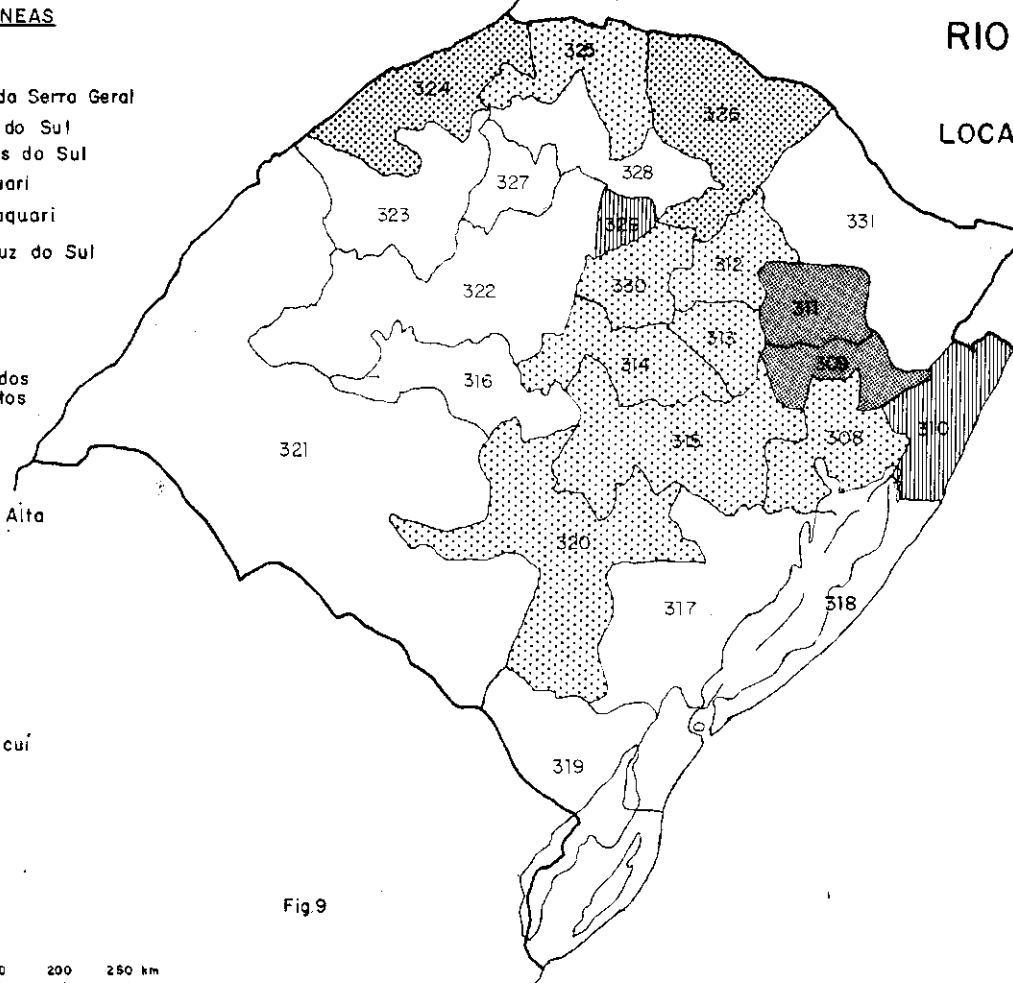 NEAS
RIO
da Serra Geral
do Sul
LOCA
s do Sul
uari
aquari
uz do Sul
dos
tos
Alta
cuí
324
325
326
327
328
323
331
329
312
322
330
311
313
309
316
314
310
321
315
308
320
317
318
319
Fig.9
0 200 250 km